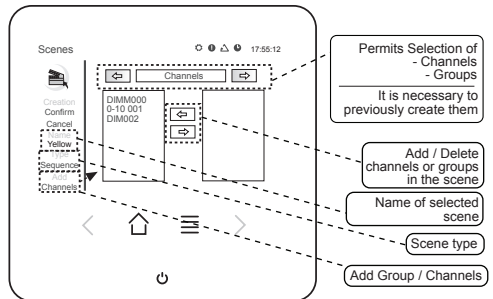 Scenes
17:55:12
Channels
Creation
Confirm
Cancel
Name
Yellow
Type
Sequence
Add
Channels
DIMM000
0-10 001
DIM002
Permits Selection of
- Channels
- Groups
It is necessary to
previously create them
Add / Delete
channels or groups
in the scene
Name of selected
scene
Scene type
Add Group / Channels